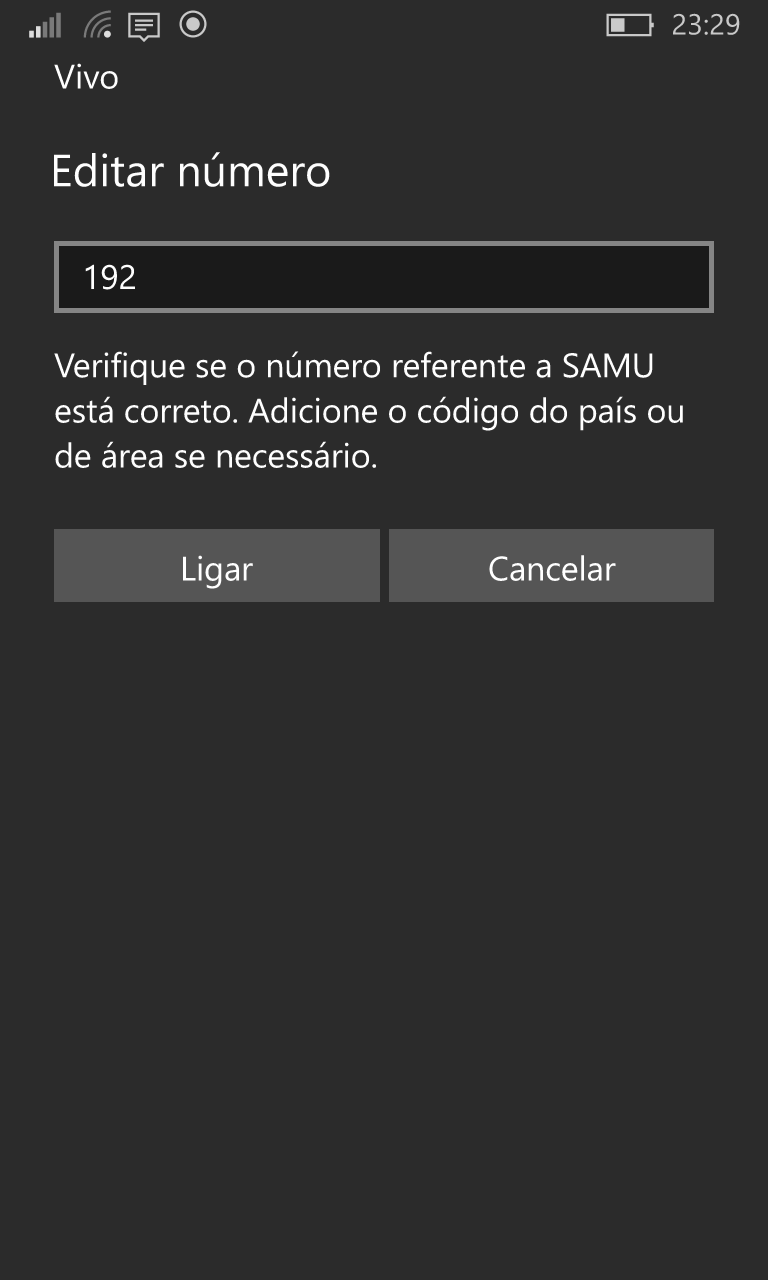 23:29
Vivo
Editar número
192
Verifique se o número referente a SAMU
está correto. Adicione o código do país ou
de área se necessário.
Ligar
Cancelar